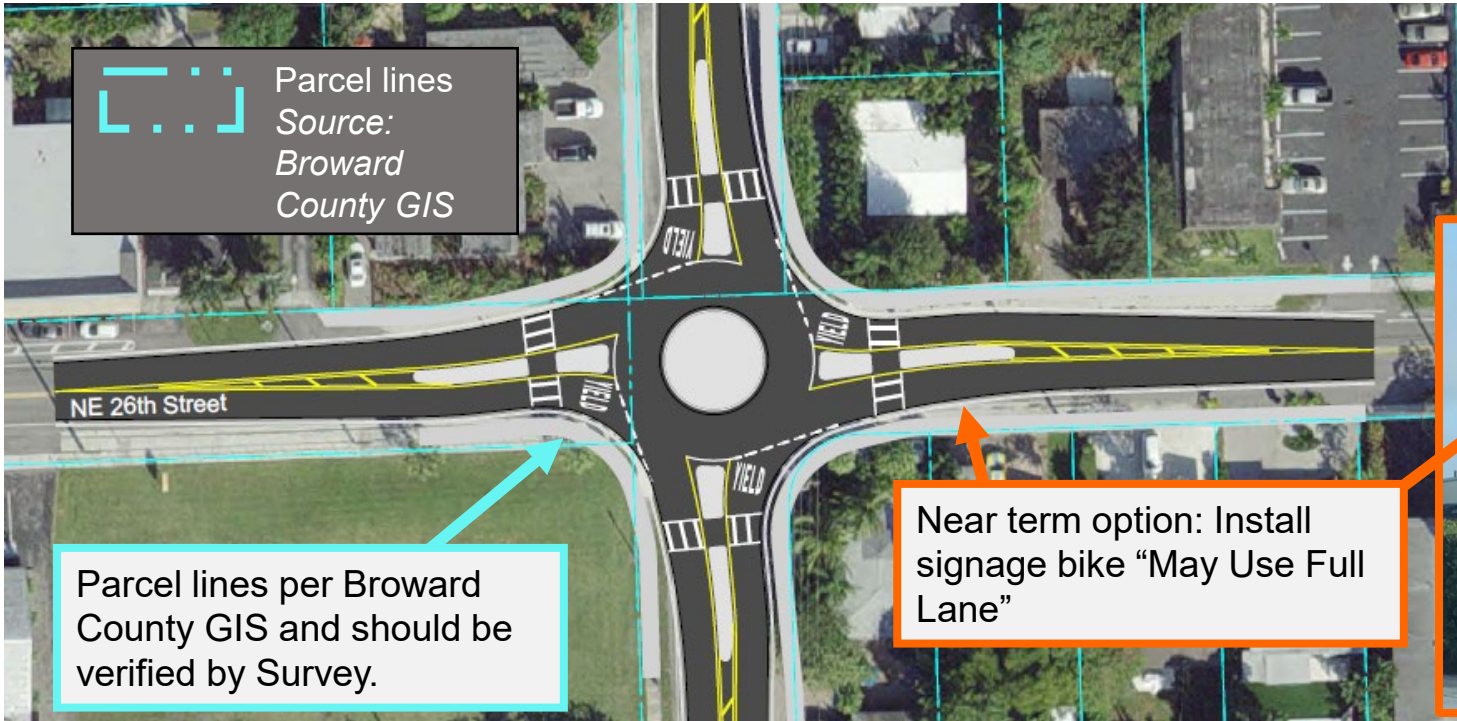 Parcel lines
Source:
Broward
County GIS
YIELD
YIELD
NE 26th Street
YIELD
YIELD
Parcel lines per Broward
County GIS and should be
verified by Survey.
Near term option: Install
signage bike “May Use Full
Lane”